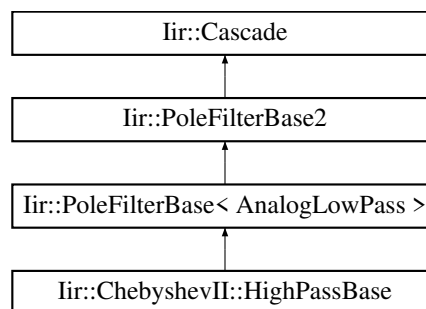 Iir::Cascade
Iir::PoleFilterBase2
Iir::PoleFilterBase< AnalogLowPass >
Iir::ChebyshevII::HighPassBase